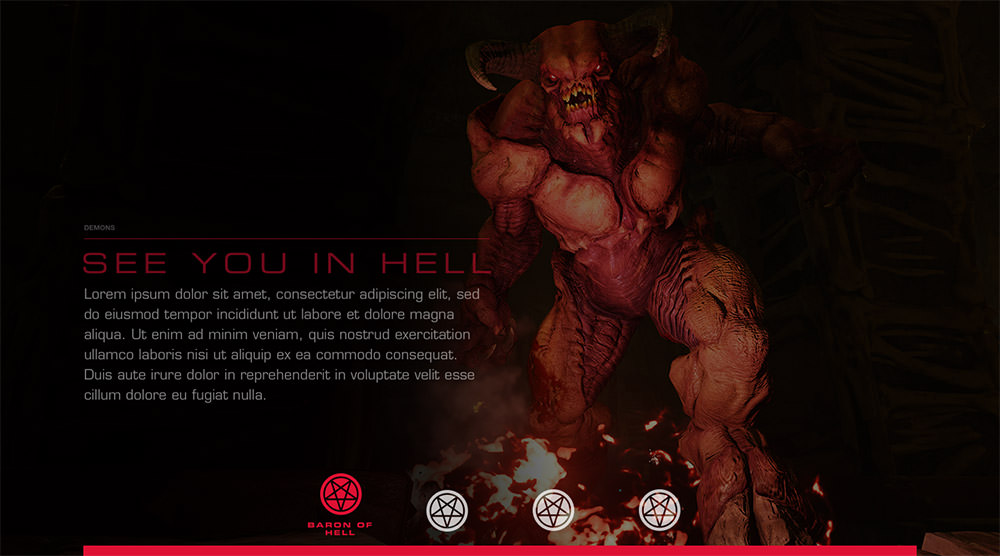 DEMONS
SEE YOU IN HELL
Lorem ipsum dolor sit amet, consectetur adipiscing elit, sed
do eiusmod tempor incididunt ut labore et dolore magna
aliqua. Ut enim ad minim veniam, quis nostrud exercitation
ullamco laboris nisi ut aliquip ex ea commodo consequat.
Duis aute irure dolor in reprehenderit in voluptate velit esse
cillum dolore eu fugiat nulla.
BARON OF
HELL